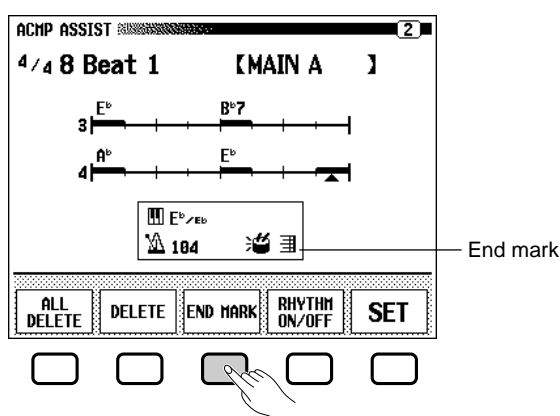 ACMP ASSIST 2
4/4 8 Beat 1 【MAIN A 】
E♭ B♭7
3
A♭ E♭
4
E♭/E♭
104
End mark
ALL DELETE DELETE END MARK RHYTHM ON/OFF SET